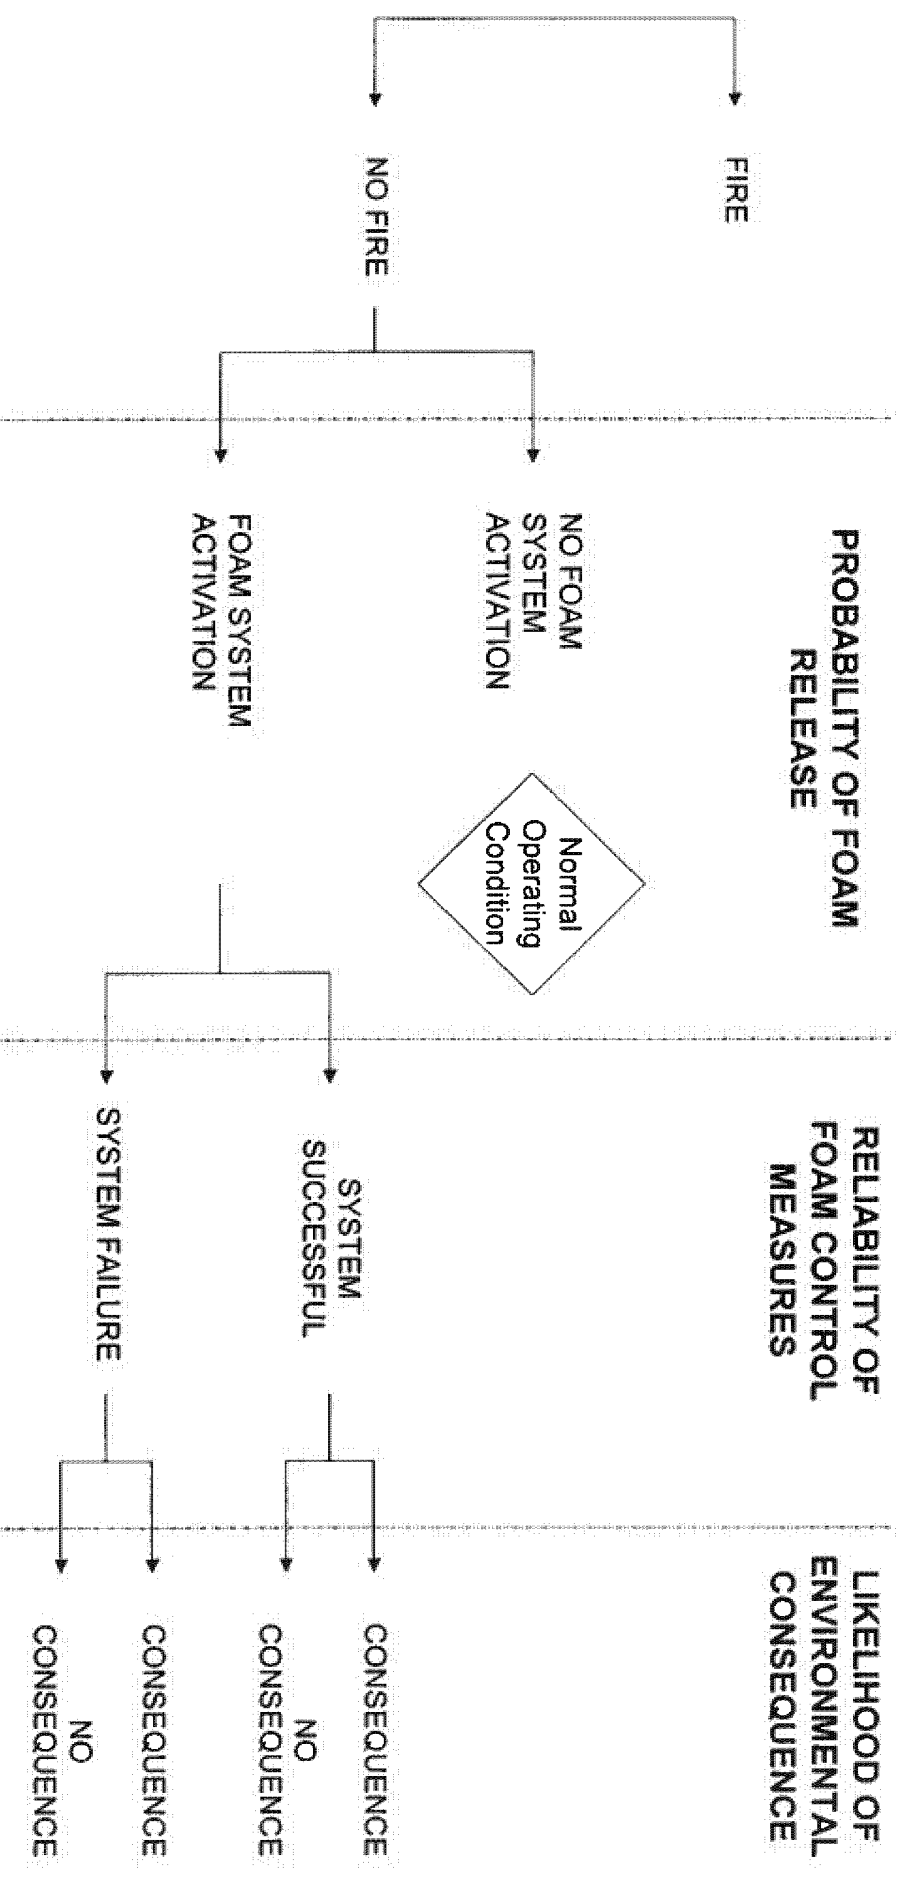 PROBABILITY OF FOAM
RELEASE
RELIABILITY OF
FOAM CONTROL
MEASURES
LIKELIHOOD OF
ENVIRONMENTAL
CONSEQUENCE
FIRE
NO FIRE
NO FOAM
SYSTEM
ACTIVATION
Normal
Operating
Condition
FOAM SYSTEM
ACTIVATION
SYSTEM
SUCCESSFUL
SYSTEM FAILURE
CONSEQUENCE
NO
CONSEQUENCE
CONSEQUENCE
NO
CONSEQUENCE